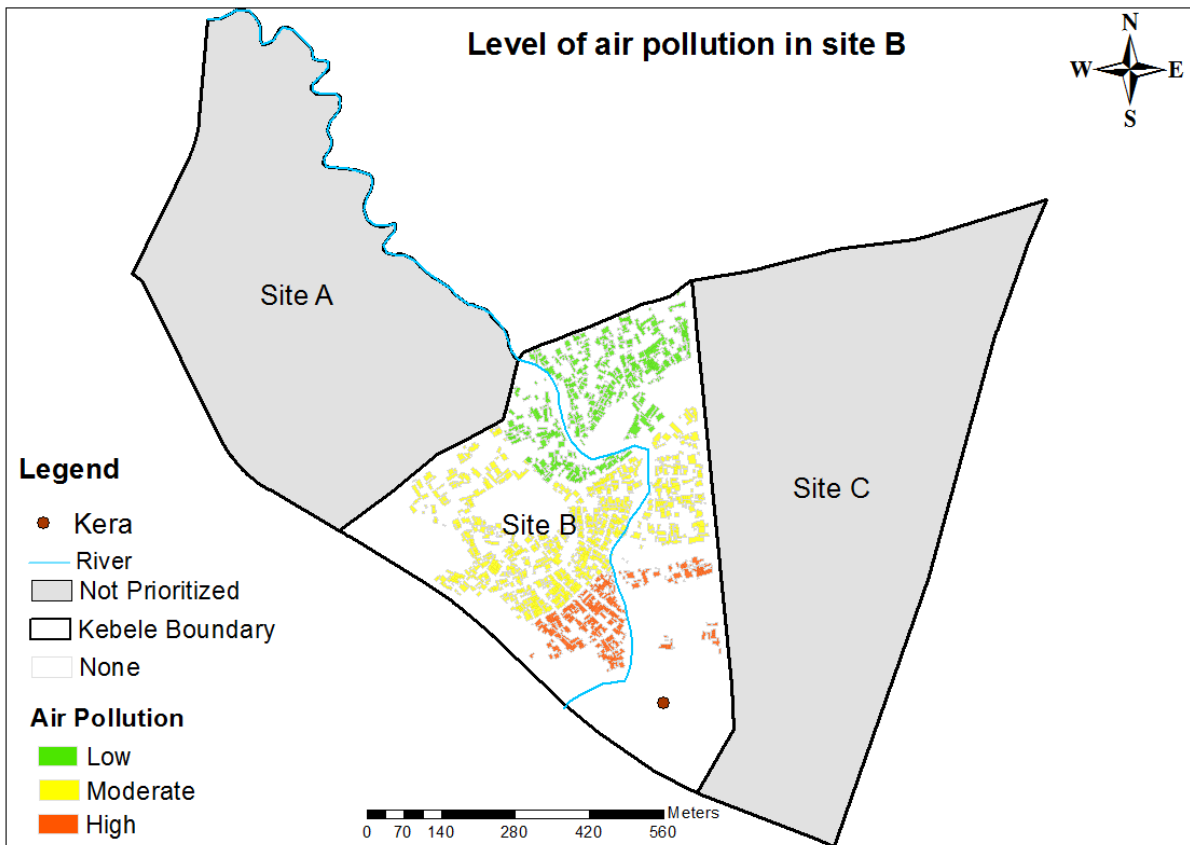 Level of air pollution in site B
N
W E
S
Site A
Site B
Site C
Legend
Kera
River
Not Prioritized
Kebele Boundary
None
Air Pollution
Low
Moderate
High
Meters
0 70 140 280 420 560